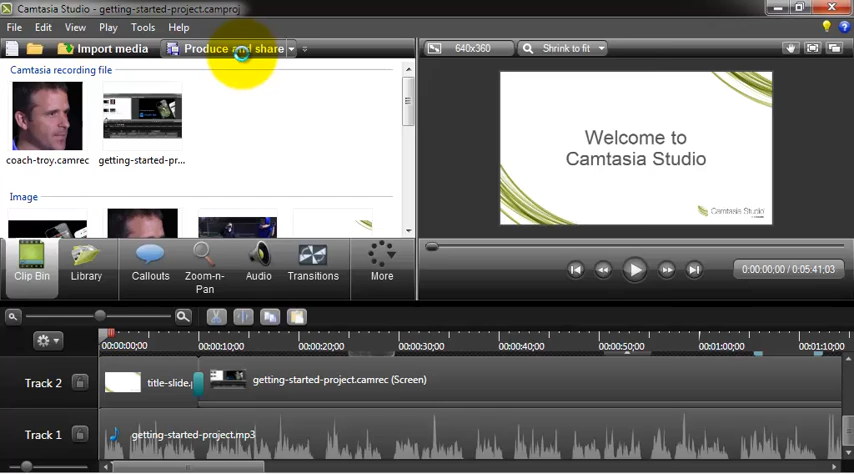 Camtasia Studio - getting-started-project.camproj
File Edit View Play Tools Help
Import media Produce and share 640x360 Shrink to fit
Camtasia recording file
coach-troy.camrec getting-started-pr...
Image
Welcome to
Camtasia Studio
Camtasia Studio
Clip Bin Library Callouts Zoom-n-
Pan Audio Transitions More
0:00:00;00 / 0:05:41;03
00:00:00;00 00:00:10;00 00:00:20;00 00:00:30;00 00:00:40;00 00:00:50;00 00:01:00;00 00:01:10;00
Track 2 title-slide.p getting-started-project.camrec (Screen)
Track 1 getting-started-project.mp3